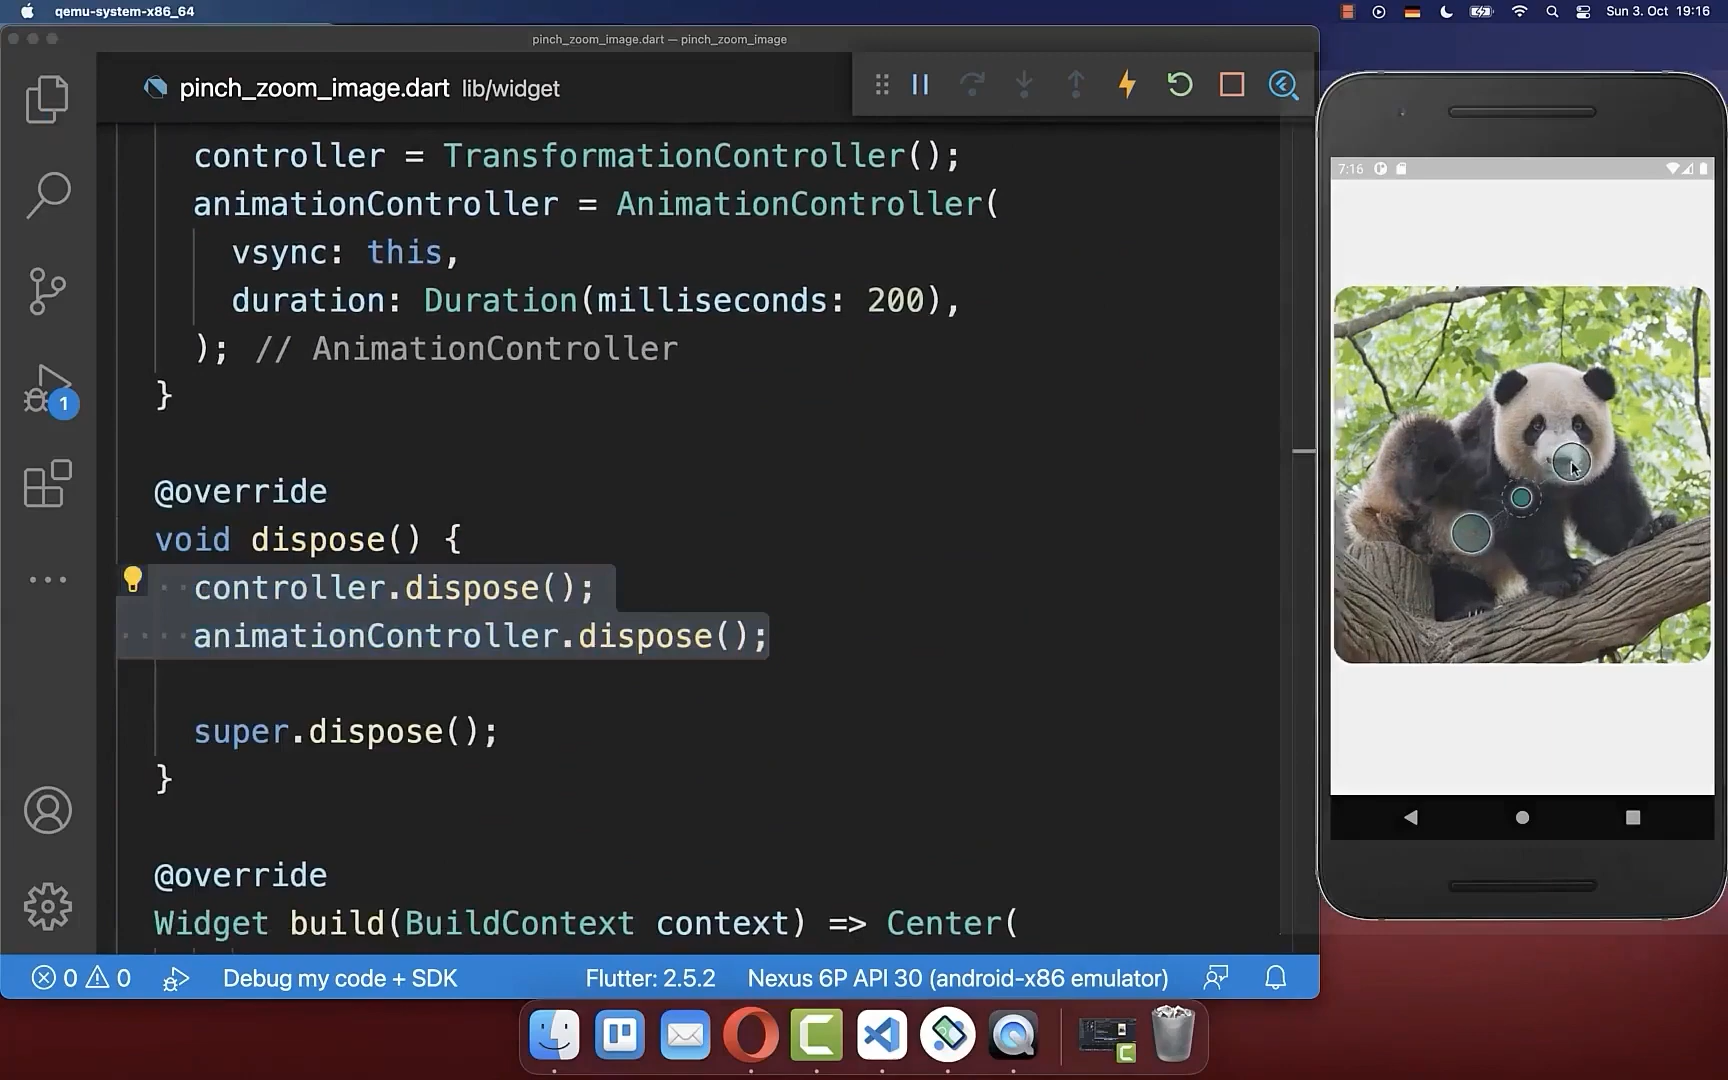 qemu-system-x86_64
Sun 3. Oct 19:16
pinch_zoom_image.dart — pinch_zoom_image
pinch_zoom_image.dart lib/widget
controller = TransformationController();
animationController = AnimationController(
vsync: this,
duration: Duration(milliseconds: 200),
); // AnimationController
}
@override
void dispose() {
controller.dispose();
animationController.dispose();
super.dispose();
}
@override
Widget build(BuildContext context) => Center(
1
7:16
0 0 Debug my code + SDK Flutter: 2.5.2 Nexus 6P API 30 (android-x86 emulator)